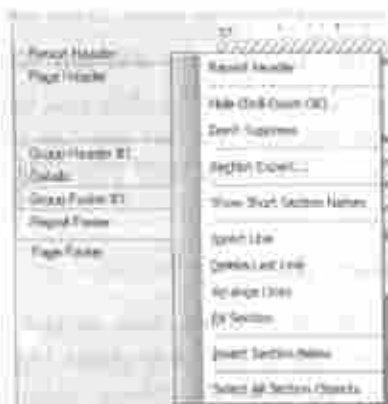 Report Header
Page Header
Group Header #1
Details
Group Footer #1
Report Footer
Page Footer
Report Header
Hide (Drill-Down OK)
Don't Suppress
Section Expert...
Show Short Section Names
Insert Line
Delete Last Line
Arrange Lines
Fit Section
Insert Section Below
Select All Section Objects